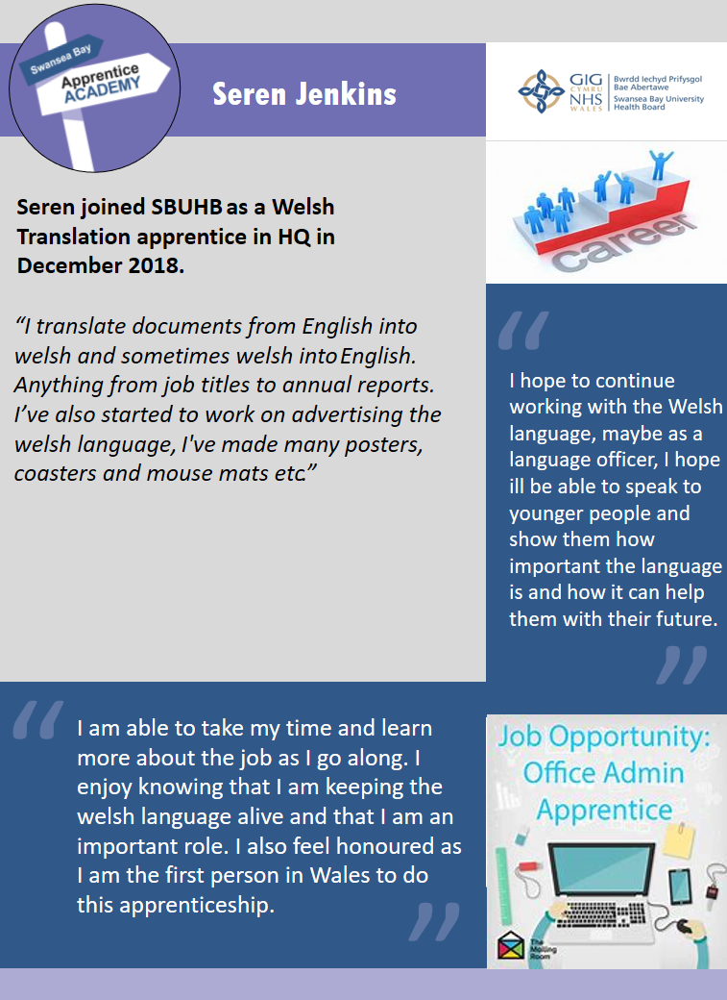 Swansea Bay
Apprentice
ACADEMY
Seren Jenkins
GIG
CYMRU
NHS
WALES
Bwrdd Iechyd Prifysgol
Bae Abertawe
Swansea Bay University
Health Board
Seren joined SBUHB as a Welsh
Translation apprentice in HQ in
December 2018.
career
“I translate documents from English into
welsh and sometimes welsh into English.
Anything from job titles to annual reports.
I’ve also started to work on advertising the
welsh language, I've made many posters,
coasters and mouse mats etc.”
“
I hope to continue
working with the Welsh
language, maybe as a
language officer, I hope
ill be able to speak to
younger people and
show them how
important the language
is and how it can help
them with their future.
”
“
I am able to take my time and learn
more about the job as I go along. I
enjoy knowing that I am keeping the
welsh language alive and that I am an
important role. I also feel honoured as
I am the first person in Wales to do
this apprenticeship.
”
Job Opportunity:
Office Admin
Apprentice
The
Mailing
Room